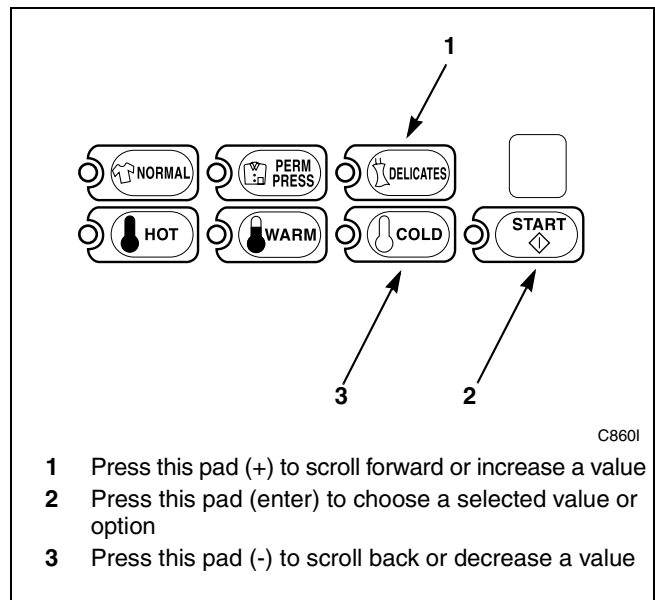 1
NORMAL
PERM
PRESS
DELICATES
HOT
WARM
COLD
START
3
2
C860I
1 Press this pad (+) to scroll forward or increase a value
2 Press this pad (enter) to choose a selected value or
option
3 Press this pad (-) to scroll back or decrease a value